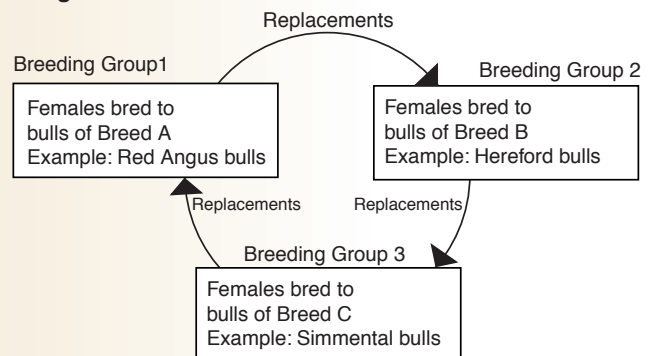 Replacements
Breeding Group1
Breeding Group 2
Females bred to
bulls of Breed A
Example: Red Angus bulls
Females bred to
bulls of Breed B
Example: Hereford bulls
Replacements
Replacements
Breeding Group 3
Females bred to
bulls of Breed C
Example: Simmental bulls